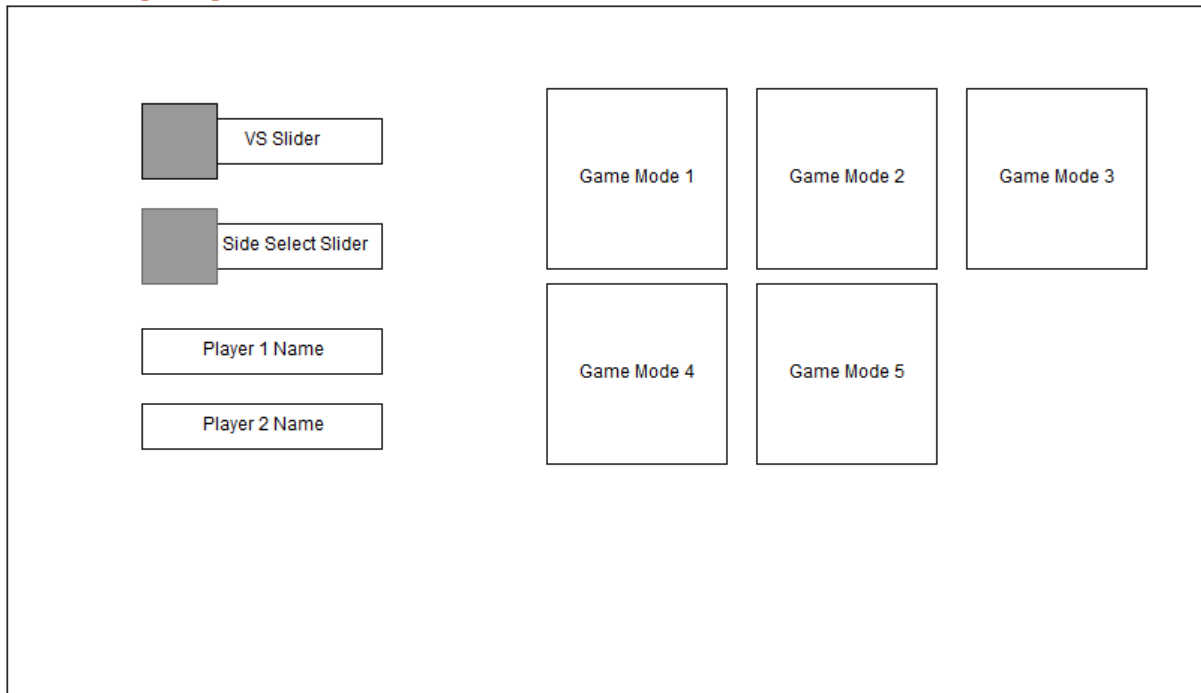 VS Slider
Side Select Slider
Player 1 Name
Player 2 Name
Game Mode 1
Game Mode 2
Game Mode 3
Game Mode 4
Game Mode 5